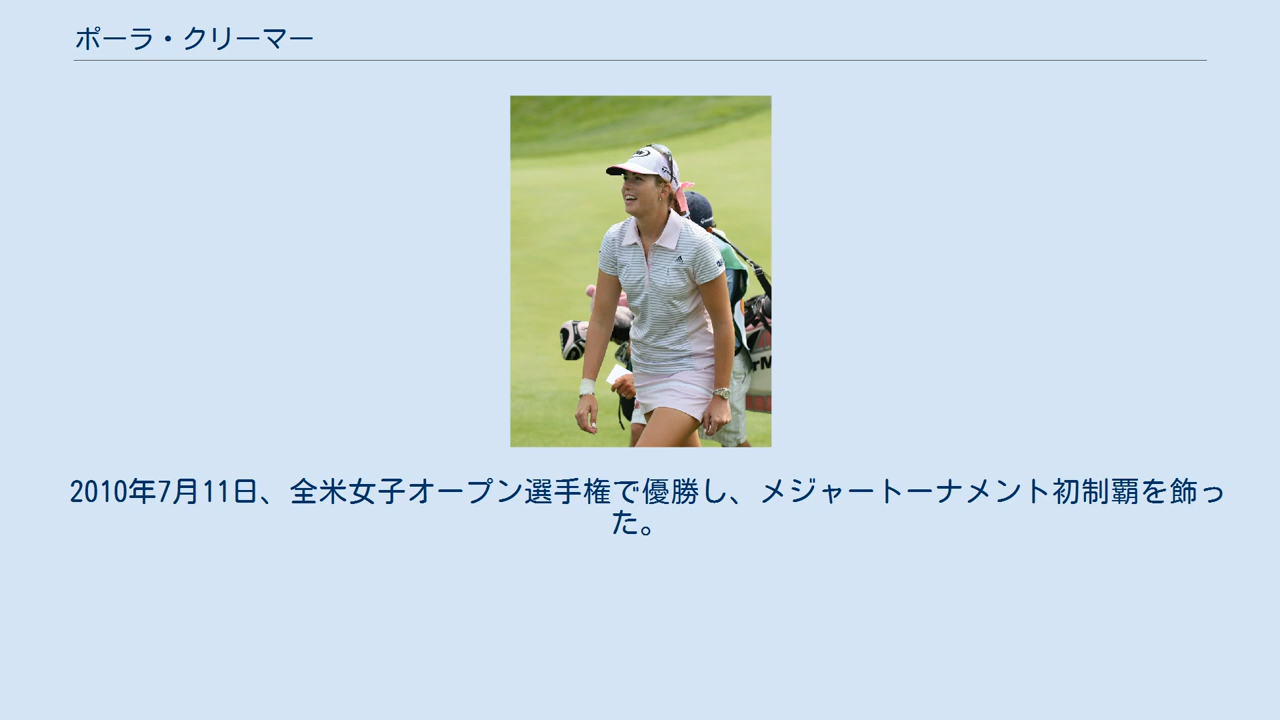 ポーラ・クリーマー
2010年7月11日、全米女子オープン選手権で優勝し、メジャートーナメント初制覇を飾っ
た。